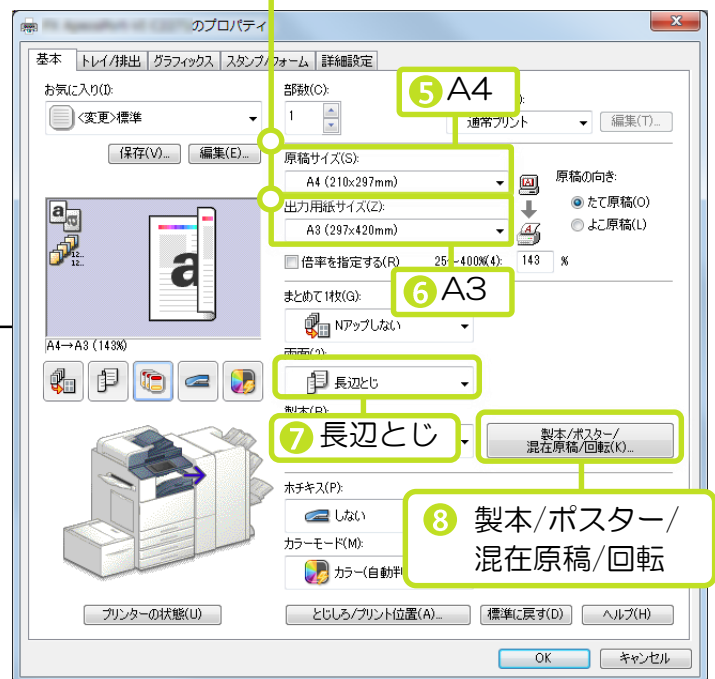 のプロパティ
基本 トレイ/排出 グラフィックス スタンプ/フォーム 詳細設定
お気に入り(I):
<変更>標準
保存(V)... 編集(E)...
部数(C):
1
通常プリント
編集(T)...
5 A4
原稿サイズ(S):
A4 (210x297mm)
原稿の向き:
たて原稿(O)
よこ原稿(L)
出力用紙サイズ(Z):
A3 (297x420mm)
倍率を指定する(R) 25~400%(4): 143 %
6 A3
まとめて1枚(G):
Nアップしない
A4→A3 (143%)
両面(2):
長辺とじ
7 長辺とじ
製本(B):
製本/ポスター/
混在原稿/回転(K)...
8 製本/ポスター/
混在原稿/回転
ホチキス(P):
しない
カラーモード(M):
カラー(自動判
プリンターの状態(U)
とじしろ/プリント位置(A)... 標準に戻す(D) ヘルプ(H)
OK キャンセル